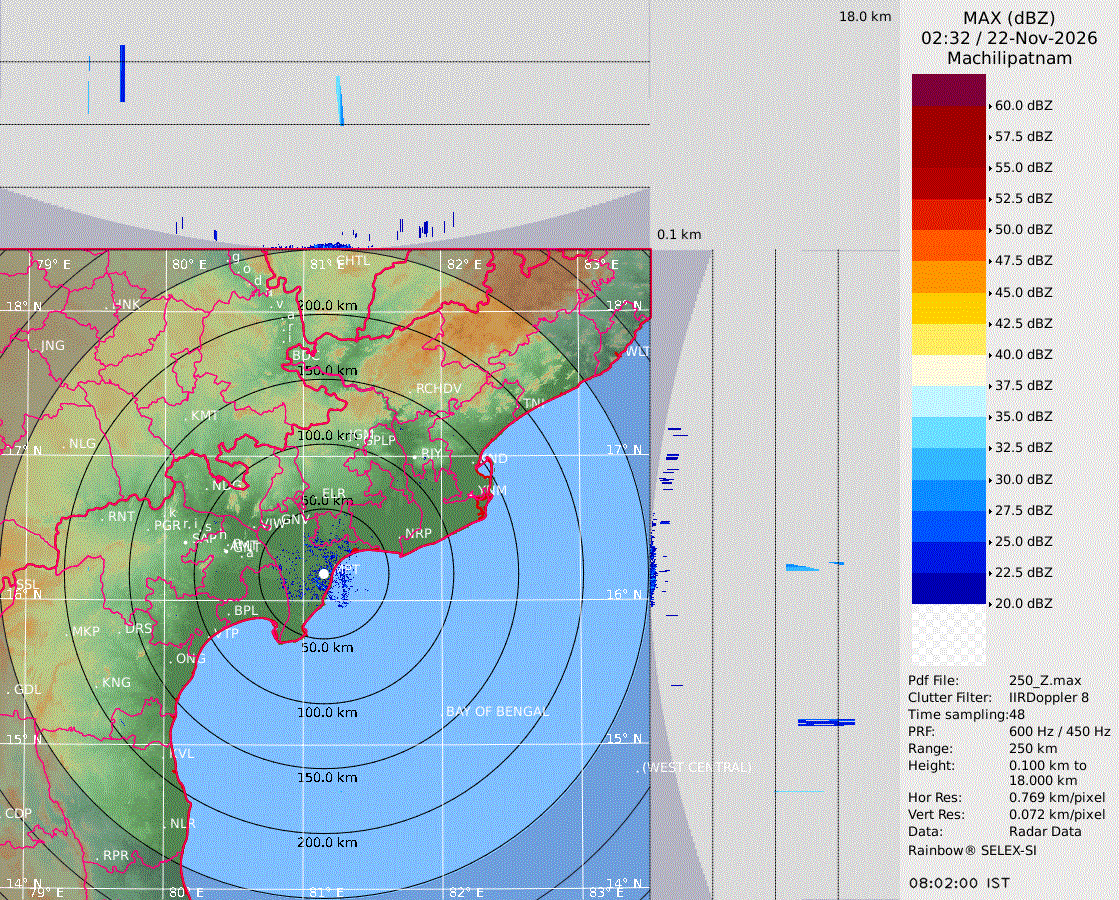 18.0 km
MAX (dBZ)
02:32 / 22-Nov-2026
Machilipatnam
60.0 dBZ
57.5 dBZ
55.0 dBZ
52.5 dBZ
50.0 dBZ
47.5 dBZ
45.0 dBZ
42.5 dBZ
40.0 dBZ
37.5 dBZ
35.0 dBZ
32.5 dBZ
30.0 dBZ
27.5 dBZ
25.0 dBZ
22.5 dBZ
20.0 dBZ
0.1 km
79° E
80° E
81° E
CHTL
82° E
83° E
g
o
d
v
a
r
i
18° N
HNK
200.0 km
18° N
JNG
BDC
WLT
150.0 km
RCHDV
TNI
KMT
NLG
100.0 km
GPLP
17° N
RJY
17° N
ELR
YNM
50.0 km
RNT
k
PGR
r
i
s
h
n
a
VJW
GNV
NRP
SSL
16° N
BPL
16° N
MKP
DRS
TP
50.0 km
ONG
GDL
KNG
100.0 km
BAY OF BENGAL
15° N
15° N
KVL
150.0 km
(WEST CENTRAL)
CDP
NLR
200.0 km
RPR
14° N
14° N
79° E
80°
81° E
82° E
83° E
Pdf File: 250_Z.max
Clutter Filter: IIRDoppler 8
Time sampling:48
PRF: 600 Hz / 450 Hz
Range: 250 km
Height: 0.100 km to
18.000 km
Hor Res: 0.769 km/pixel
Vert Res: 0.072 km/pixel
Data: Radar Data
Rainbow® SELEX-SI
08:02:00 IST